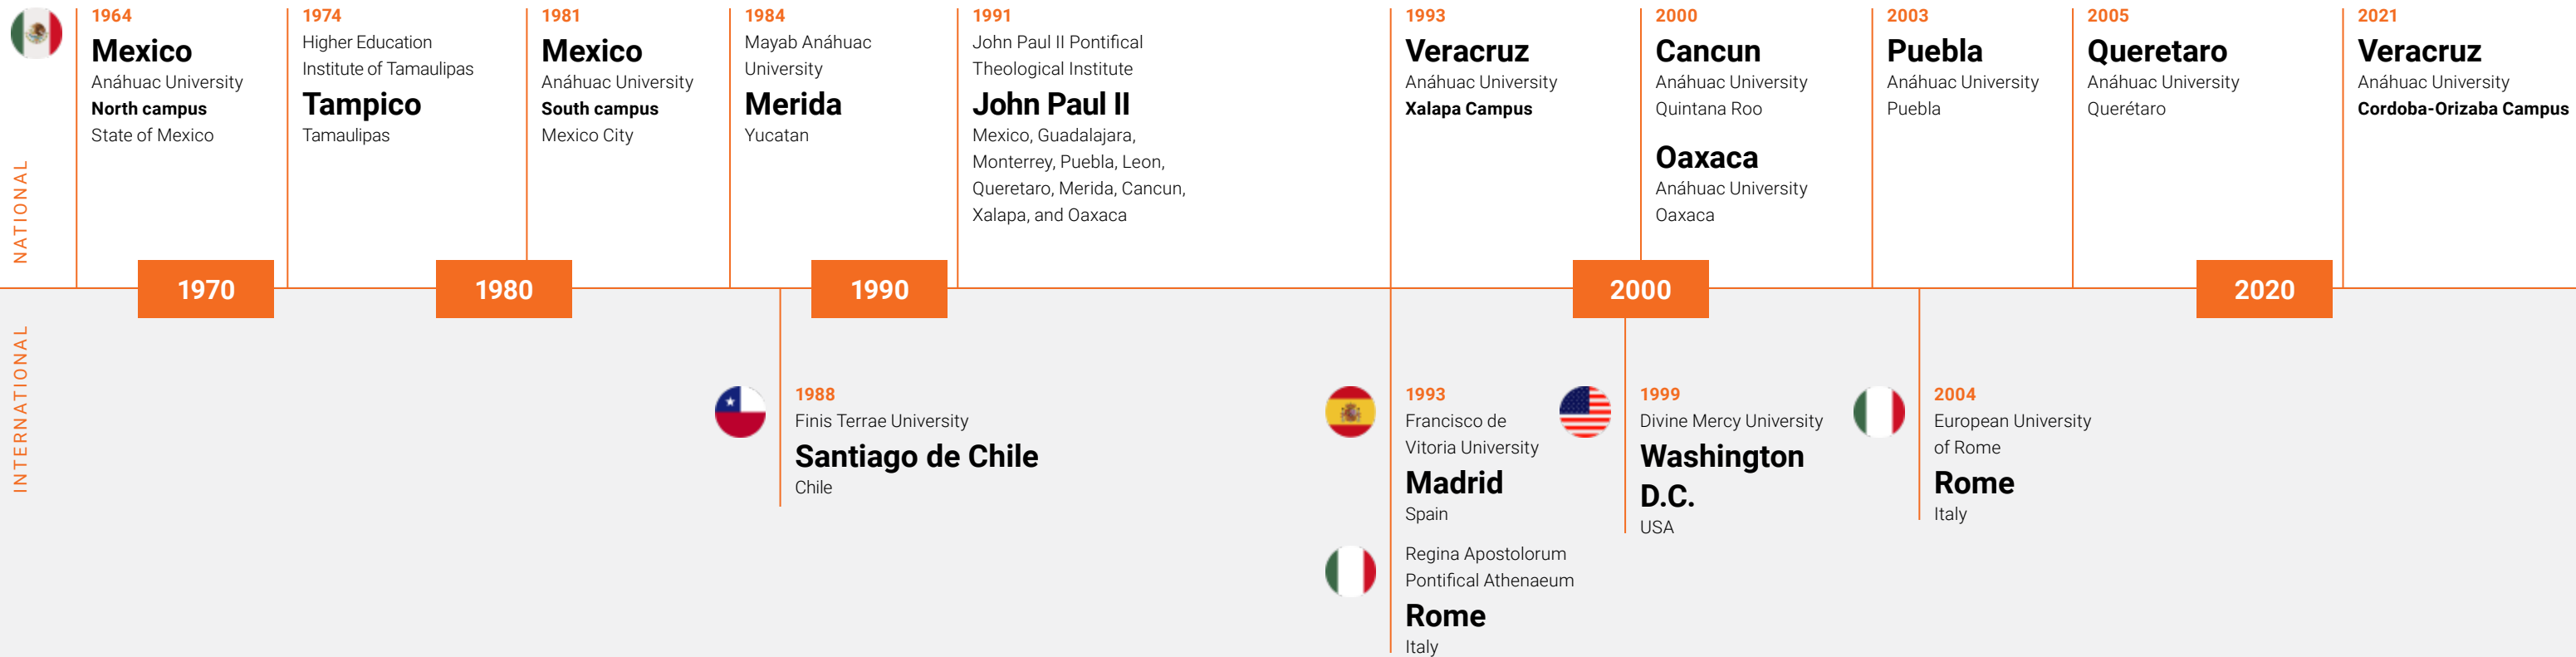 NATIONAL
1964
Mexico
Anáhuac University
North campus
State of Mexico
1974
Higher Education
Institute of Tamaulipas
Tampico
Tamaulipas
1981
Mexico
Anáhuac University
South campus
Mexico City
1984
Mayab Anáhuac
University
Merida
Yucatan
1991
John Paul II Pontifical
Theological Institute
John Paul II
Mexico, Guadalajara,
Monterrey, Puebla, Leon,
Queretaro, Merida, Cancun,
Xalapa, and Oaxaca
1993
Veracruz
Anáhuac University
Xalapa Campus
2000
Cancun
Anáhuac University
Quintana Roo
Oaxaca
Anáhuac University
Oaxaca
2003
Puebla
Anáhuac University
Puebla
2005
Queretaro
Anáhuac University
Querétaro
2021
Veracruz
Anáhuac University
Cordoba-Orizaba Campus
1970
1980
1990
2000
2020
INTERNATIONAL
1988
Finis Terrae University
Santiago de Chile
Chile
1993
Francisco de
Vitoria University
Madrid
Spain
Regina Apostolorum
Pontifical Athenaeum
Rome
Italy
1999
Divine Mercy University
Washington
D.C.
USA
2004
European University
of Rome
Rome
Italy